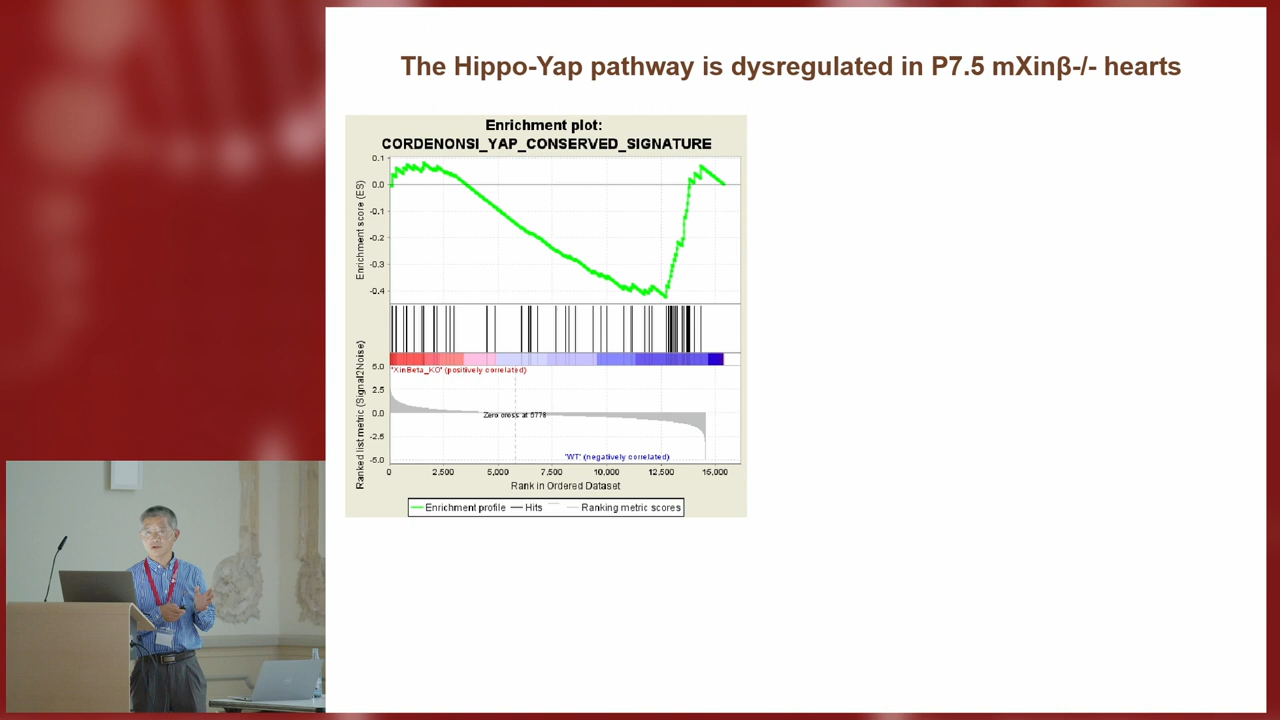 The Hippo-Yap pathway is dysregulated in P7.5 mXinβ-/- hearts
Enrichment plot:
CORDENONSI_YAP_CONSERVED_SIGNATURE
Enrichment score (ES)
0.1
0.0
-0.1
-0.2
-0.3
-0.4
Ranked list metric (Signal2Noise)
"XinBeta_KO" (positively correlated)
5.0
2.5
0.0
-2.5
-5.0
Zero cross at 5778
'WT' (negatively correlated)
0 2,500 5,000 7,500 10,000 12,500 15,000
Rank in Ordered Dataset
Enrichment profile Hits Ranking metric scores